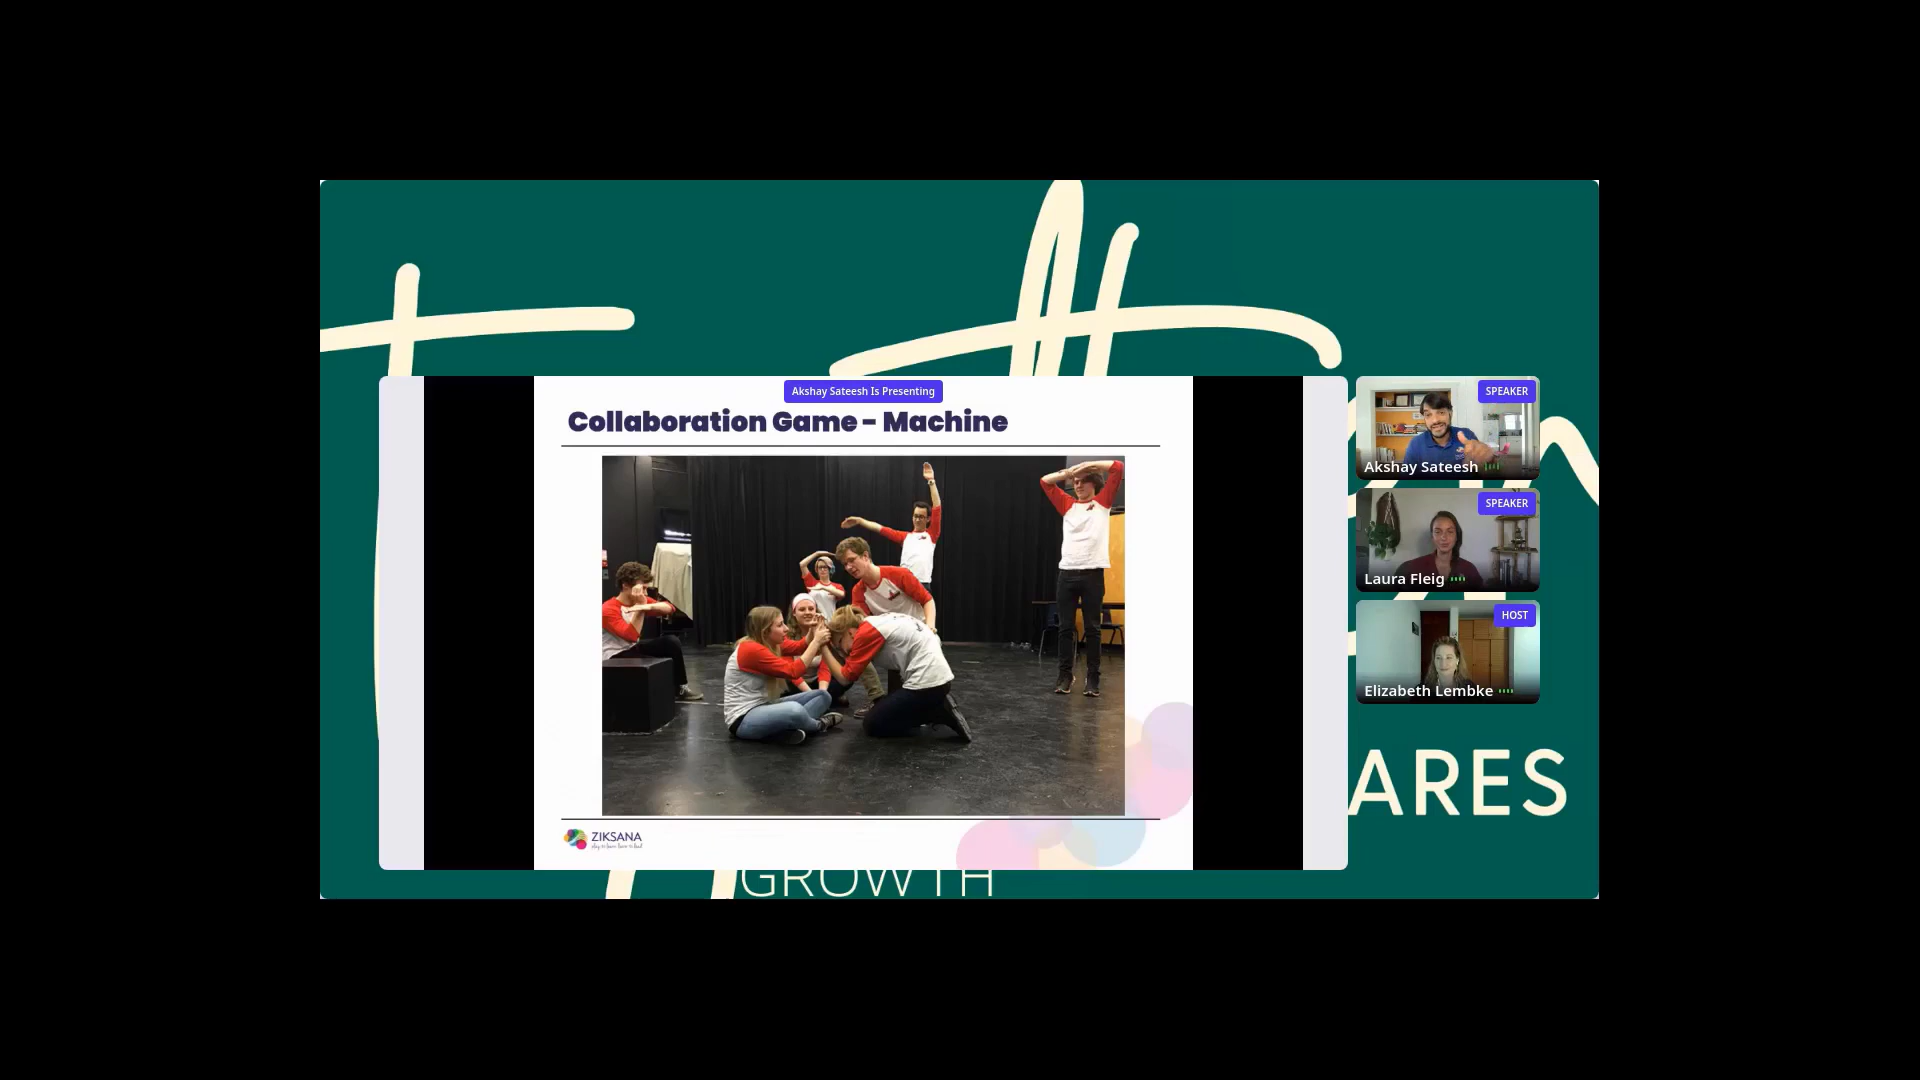 Akshay Sateesh Is Presenting
Collaboration Game - Machine
ZIKSANA
SPEAKER
Akshay Sateesh
SPEAKER
Laura Fleig
HOST
Elizabeth Lembke
ARES
GROWTH